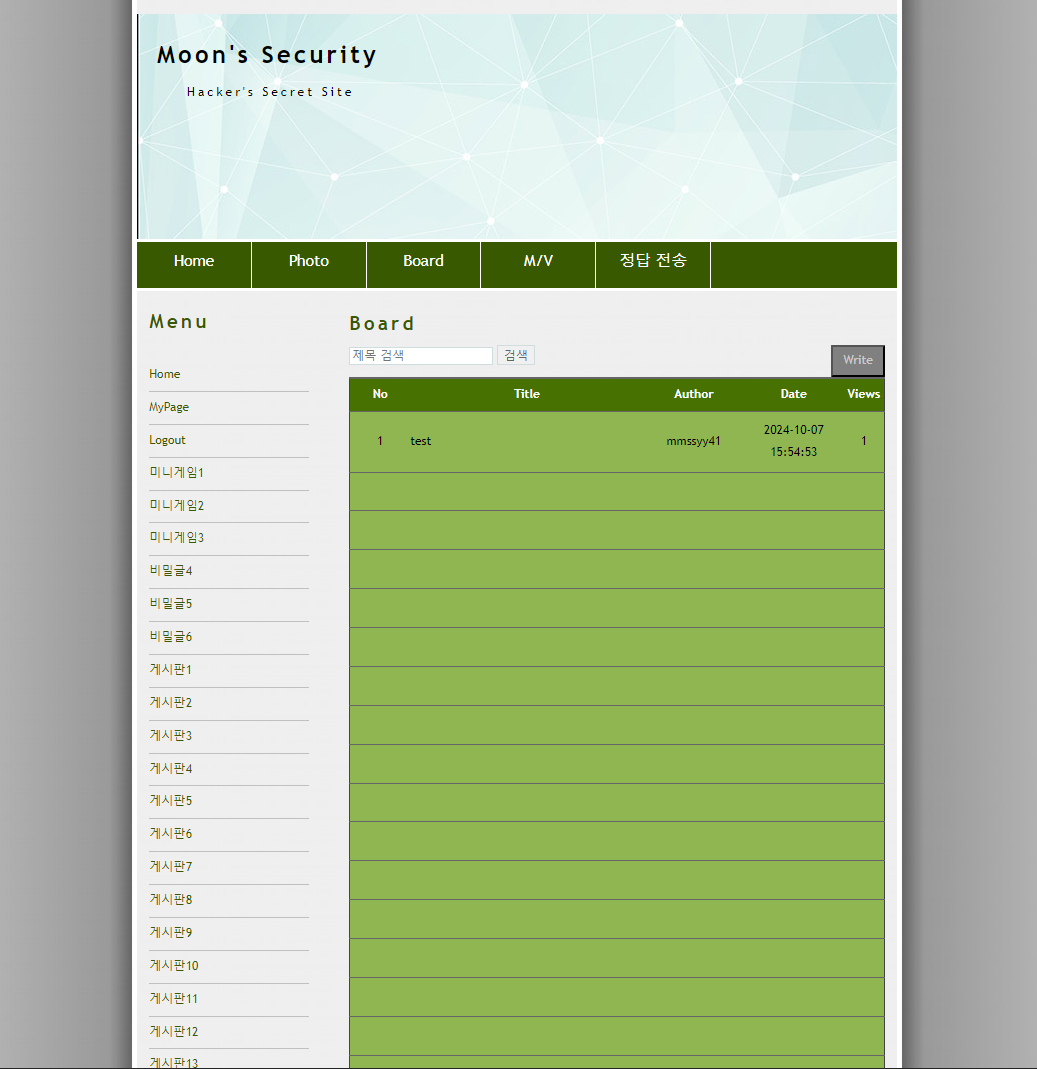 Moon's Security
Hacker's Secret Site
Home Photo Board M/V 정답 전송
Menu
Home
MyPage
Logout
미니게임1
미니게임2
미니게임3
비밀글4
비밀글5
비밀글6
게시판1
게시판2
게시판3
게시판4
게시판5
게시판6
게시판7
게시판8
게시판9
게시판10
게시판11
게시판12
게시판13
Board
제목 검색 검색 Write
No Title Author Date Views
1 test mmssyy41 2024-10-07 15:54:53 1